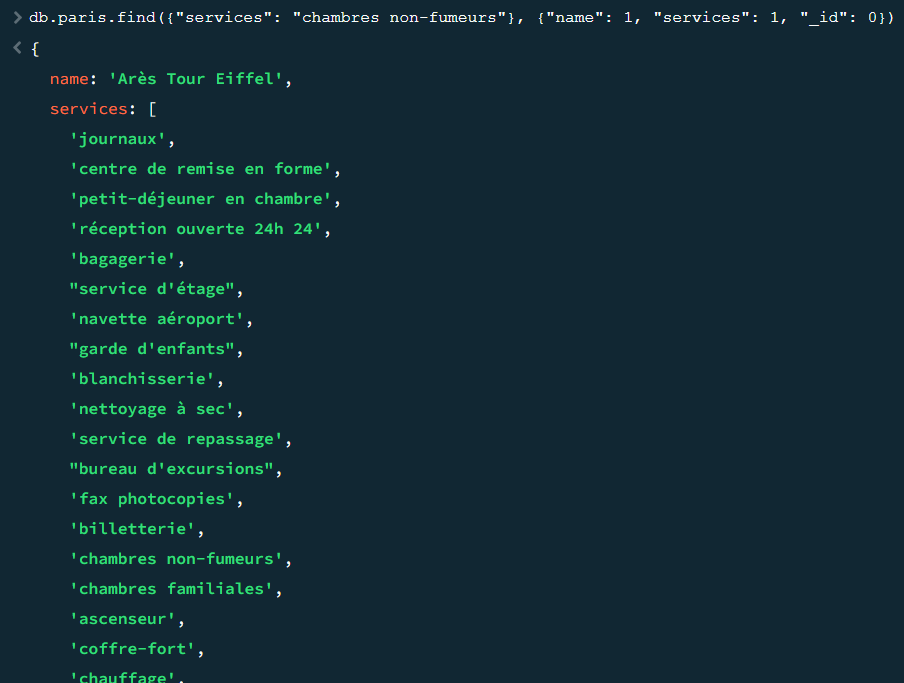 > db.paris.find({"services": "chambres non-fumeurs"}, {"name": 1, "services": 1, "_id": 0})
< {
name: 'Arès Tour Eiffel',
services: [
'journaux',
'centre de remise en forme',
'petit-déjeuner en chambre',
'réception ouverte 24h 24',
'bagagerie',
"service d'étage",
'navette aéroport',
"garde d'enfants",
'blanchisserie',
'nettoyage à sec',
'service de repassage',
"bureau d'excursions",
'fax photocopies',
'billetterie',
'chambres non-fumeurs',
'chambres familiales',
'ascenseur',
'coffre-fort',
'chauffage',